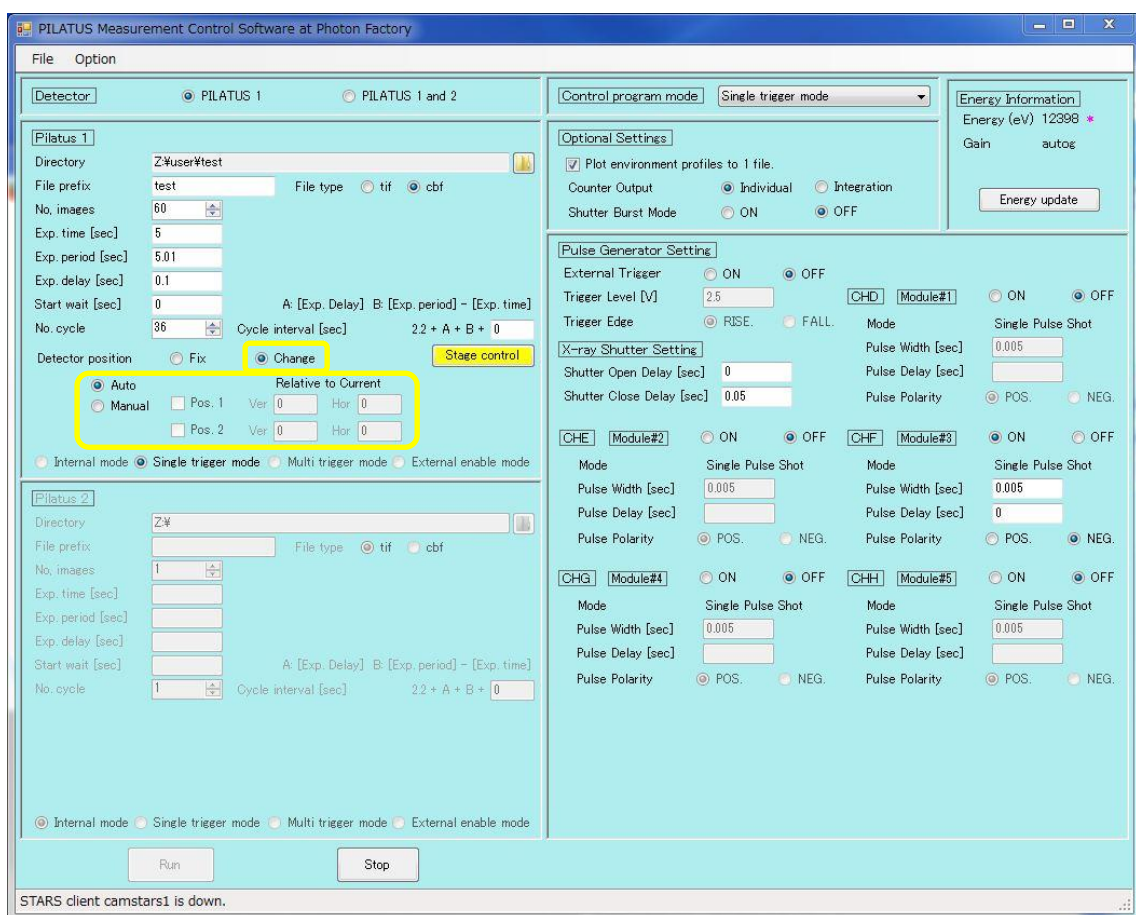 PILATUS Measurement Control Software at Photon Factory
File Option
Detector PILATUS 1 PILATUS 1 and 2
Pilatus 1
Directory Z:¥user¥test
File prefix test File type tif cbf
No, images 60
Exp. time [sec] 5
Exp. period [sec] 5.01
Exp. delay [sec] 0.1
Start wait [sec] 0 A: [Exp. Delay] B: [Exp. period] - [Exp. time]
No. cycle 36 Cycle interval [sec] 2.2 + A + B + 0
Detector position Fix Change Stage control
Auto Relative to Current
Manual Pos. 1 Ver 0 Hor 0
Pos. 2 Ver 0 Hor 0
Internal mode Single trigger mode Multi trigger mode External enable mode
Pilatus 2
Directory Z:¥
File prefix File type tif cbf
No, images 1
Exp. time [sec]
Exp. period [sec]
Exp. delay [sec]
Start wait [sec] A: [Exp. Delay] B: [Exp. period] - [Exp. time]
No. cycle 1 Cycle interval [sec] 2.2 + A + B + 0
Internal mode Single trigger mode Multi trigger mode External enable mode
Run Stop
Control program mode Single trigger mode
Optional Settings
Plot environment profiles to 1 file.
Counter Output Individual Integration
Shutter Burst Mode ON OFF
Energy Information
Energy (eV) 12398 *
Gain autog
Energy update
Pulse Generator Setting
External Trigger ON OFF
Trigger Level [V] 2.5
Trigger Edge RISE. FALL.
X-ray Shutter Setting
Shutter Open Delay [sec] 0
Shutter Close Delay [sec] 0.05
CHD Module#1 ON OFF
Mode Single Pulse Shot
Pulse Width [sec] 0.005
Pulse Delay [sec]
Pulse Polarity POS. NEG.
CHE Module#2 ON OFF
Mode Single Pulse Shot
Pulse Width [sec] 0.005
Pulse Delay [sec]
Pulse Polarity POS. NEG.
CHF Module#3 ON OFF
Mode Single Pulse Shot
Pulse Width [sec] 0.005
Pulse Delay [sec] 0
Pulse Polarity POS. NEG.
CHG Module#4 ON OFF
Mode Single Pulse Shot
Pulse Width [sec] 0.005
Pulse Delay [sec]
Pulse Polarity POS. NEG.
CHH Module#5 ON OFF
Mode Single Pulse Shot
Pulse Width [sec] 0.005
Pulse Delay [sec]
Pulse Polarity POS. NEG.
STARS client camstars1 is down.